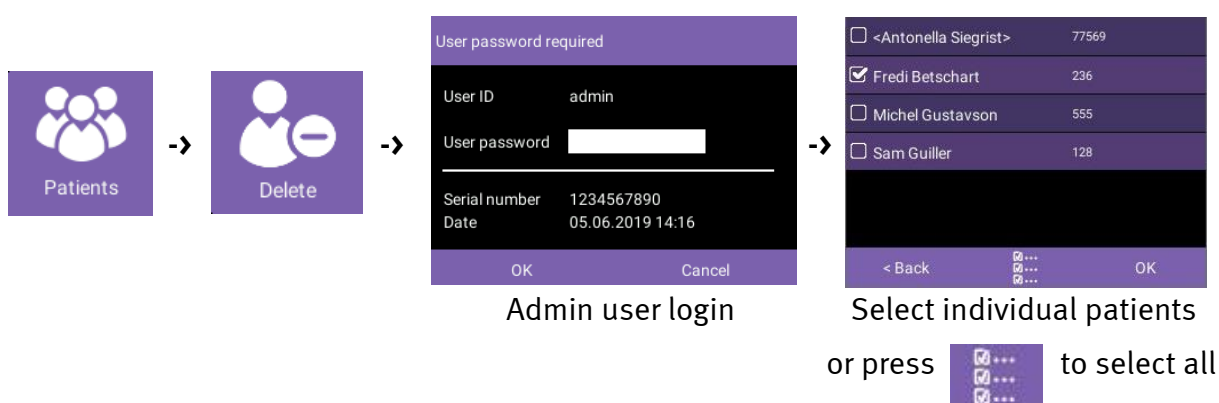 Patients
->
Delete
->
User password required
User ID admin
User password
Serial number 1234567890
Date 05.06.2019 14:16
OK Cancel
Admin user login
->
<Antonella Siegrist> 77569
Fredi Betschart 236
Michel Gustavson 555
Sam Guiller 128
< Back OK
Select individual patients
or press to select all